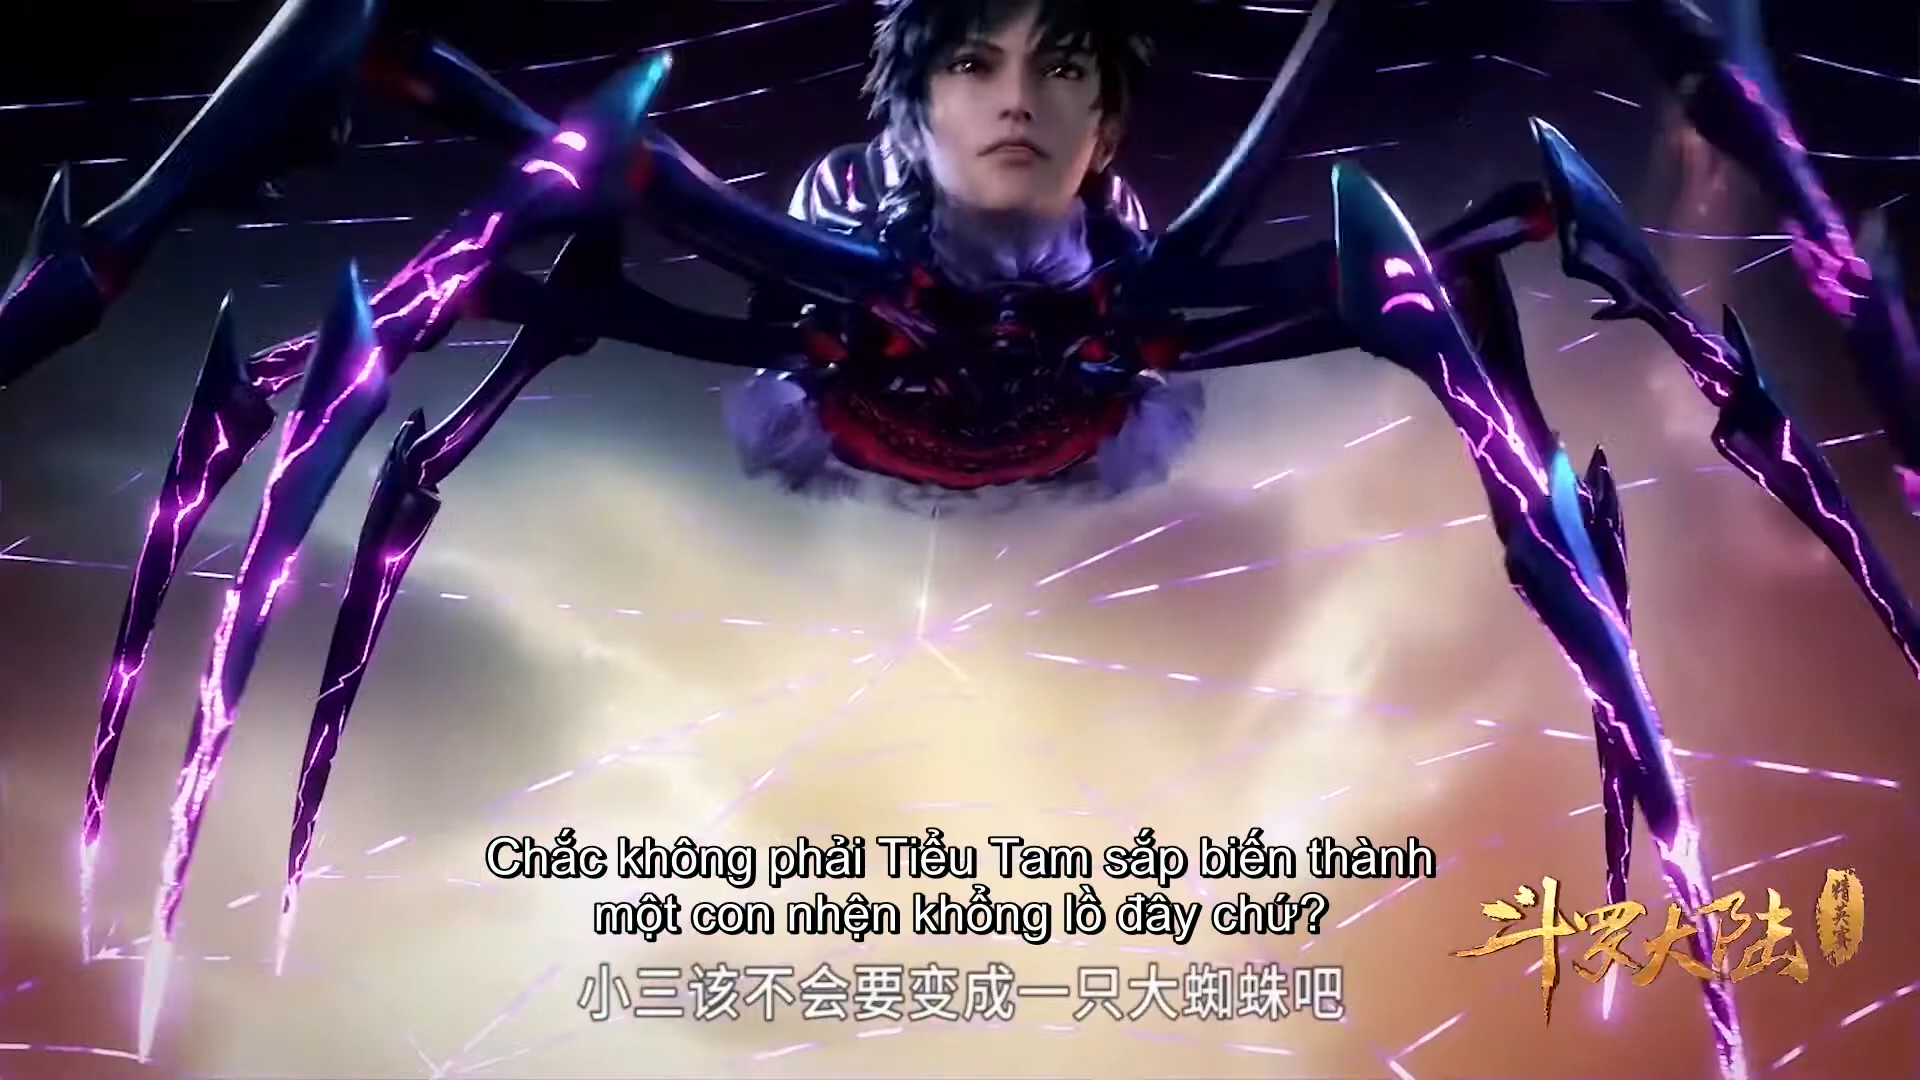 Chắc không phải Tiểu Tam sắp biến thành
một con nhện khổng lồ đây chứ?
小三该不会要变成一只大蜘蛛吧
斗罗大陆